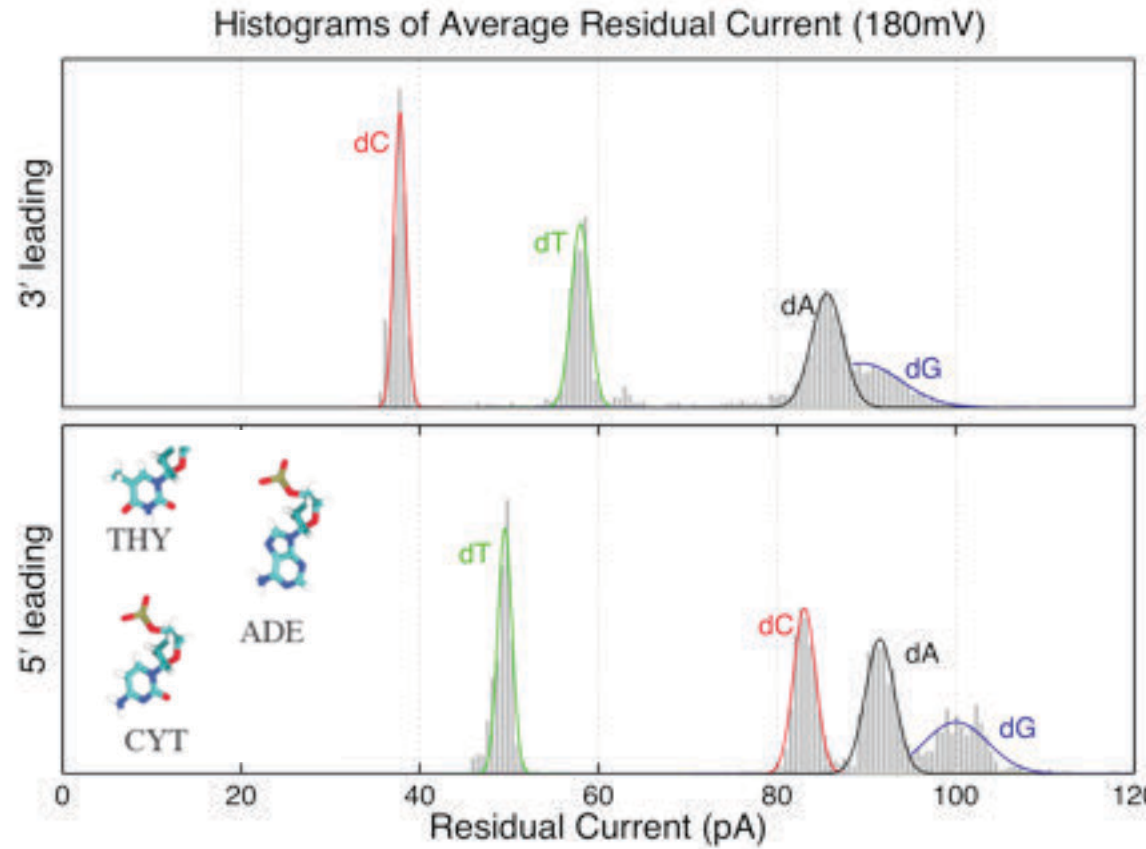 Histograms of Average Residual Current (180mV)
3' leading
dC
dT
dA
dG
5' leading
THY
ADE
CYT
dT
dC
dA
dG
0 20 40 60 80 100 120
Residual Current (pA)